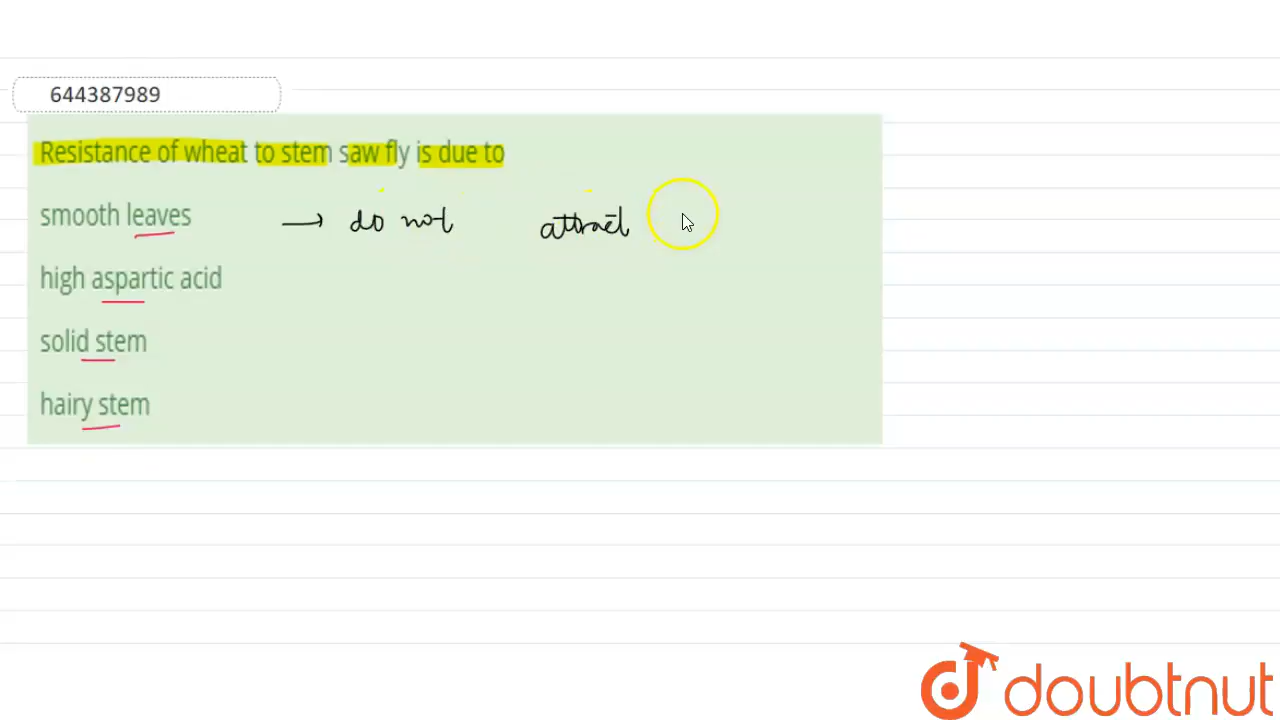 644387989
Resistance of wheat to stem saw fly is due to
smooth leaves → do not attract
high aspartic acid
solid stem
hairy stem
doubtnut